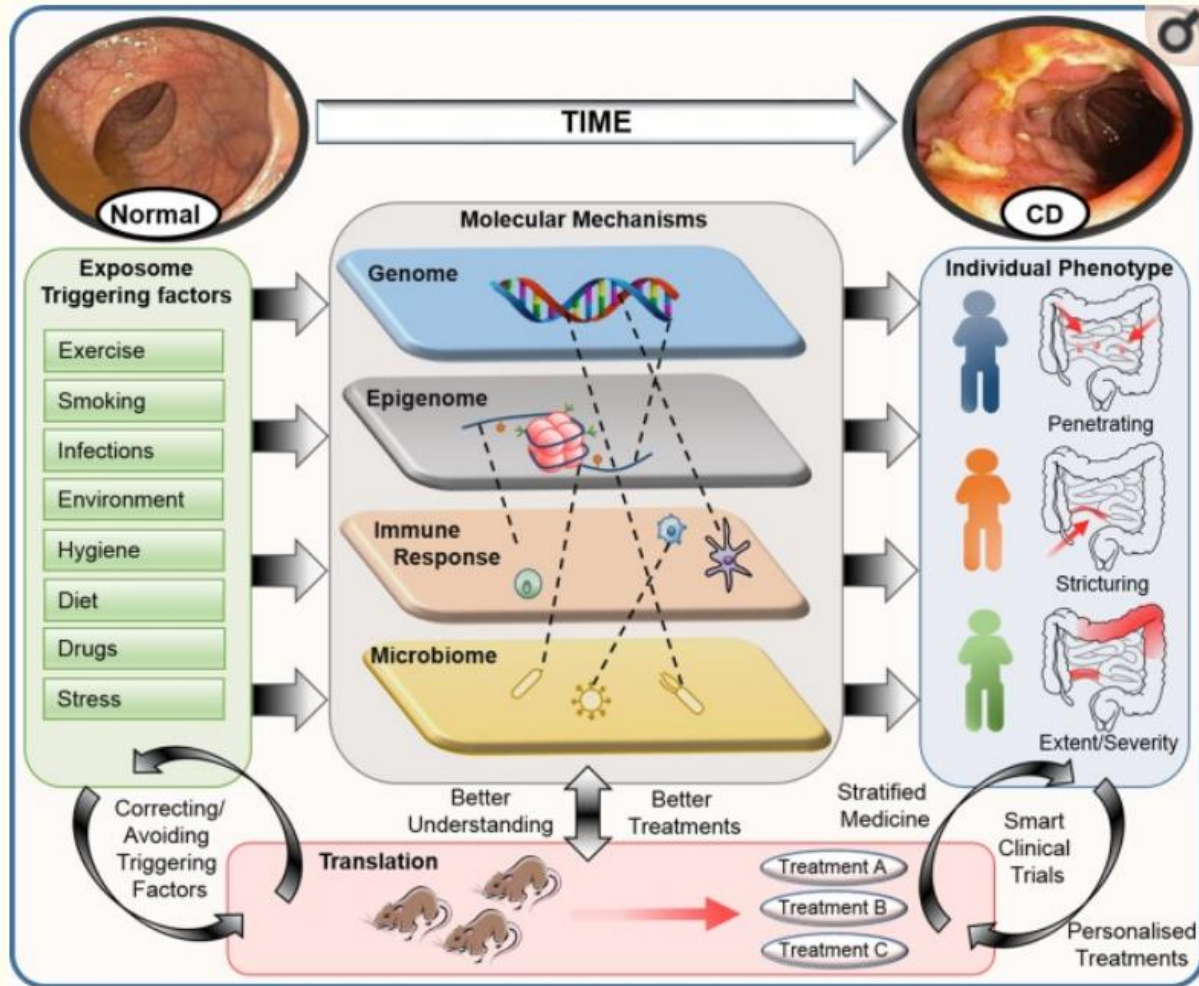 TIME
Normal
CD
Exposome
Triggering factors
Exercise
Smoking
Infections
Environment
Hygiene
Diet
Drugs
Stress
Molecular Mechanisms
Genome
Epigenome
Immune
Response
Microbiome
Individual Phenotype
Penetrating
Stricturing
Extent/Severity
Correcting/
Avoiding
Triggering
Factors
Better
Understanding
Better
Treatments
Stratified
Medicine
Smart
Clinical
Trials
Personalised
Treatments
Translation
Treatment A
Treatment B
Treatment C